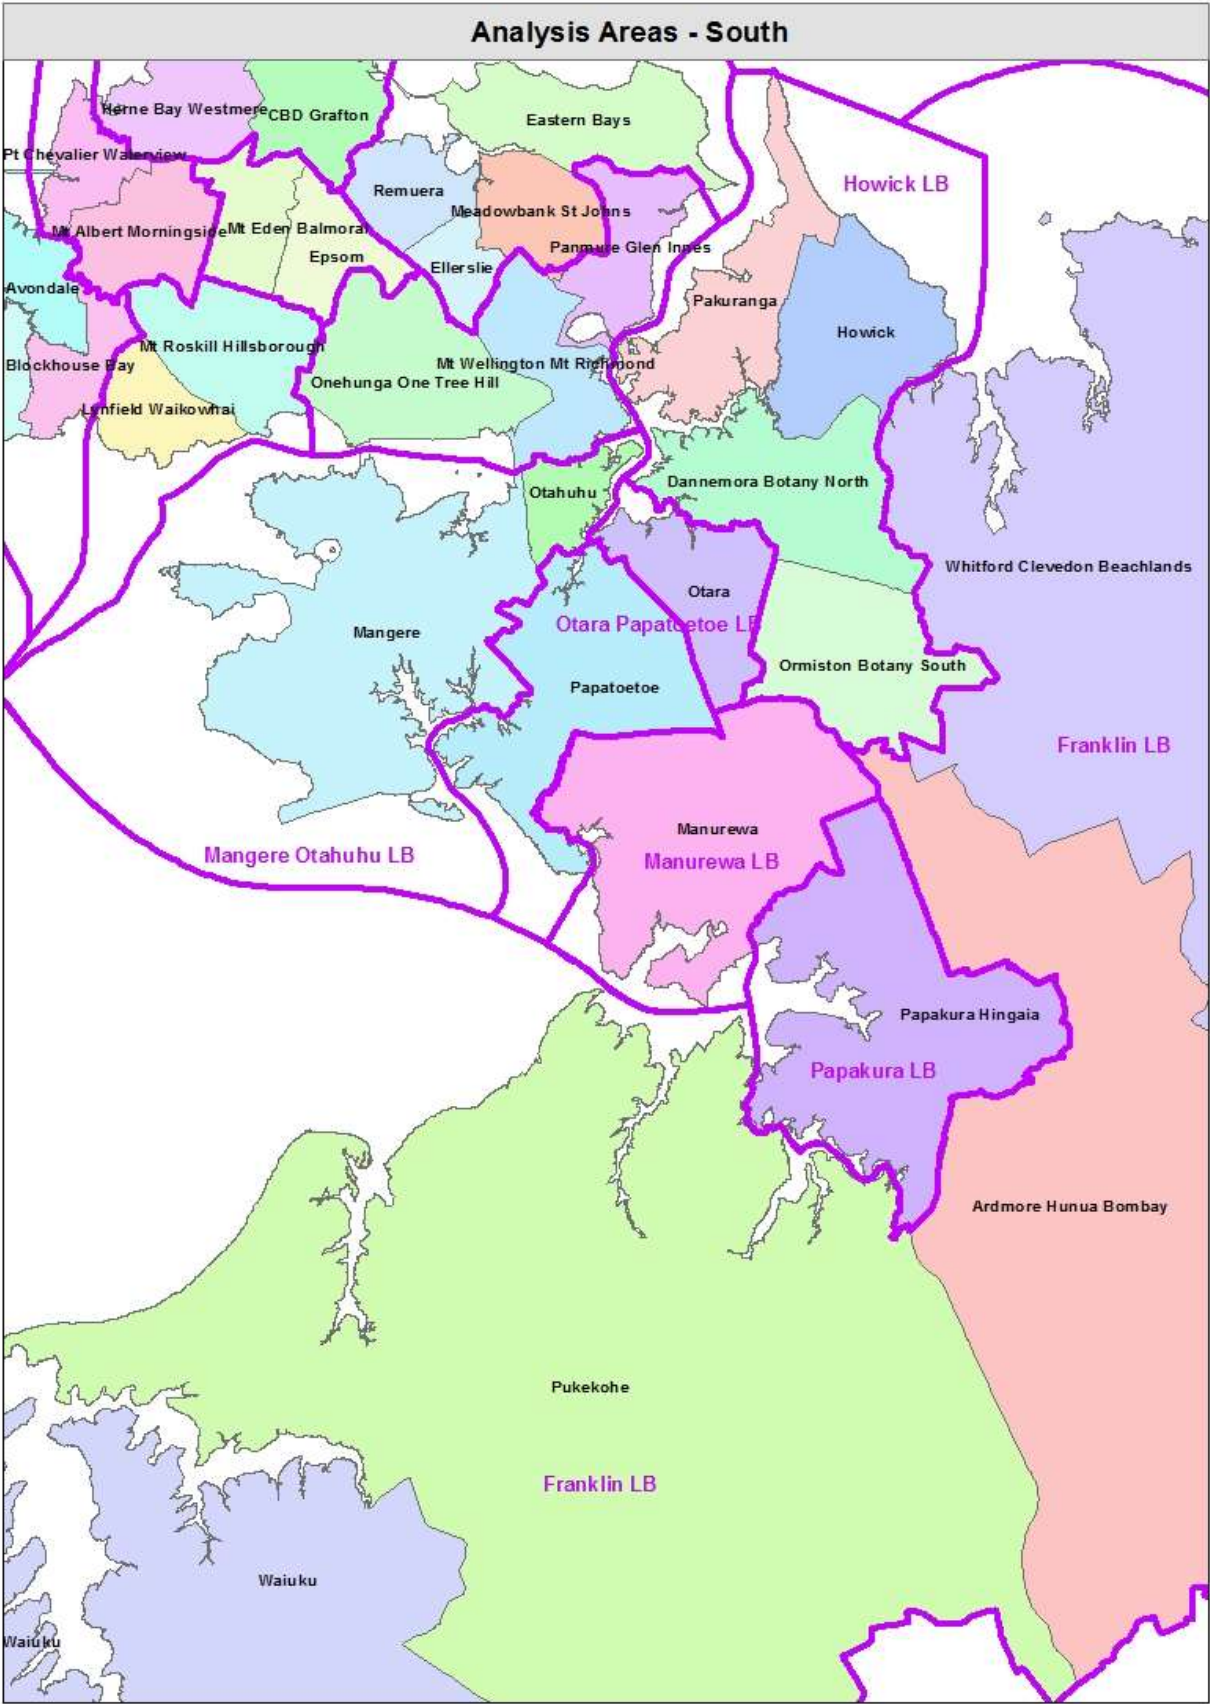 Analysis Areas - South
Herne Bay Westmere
CBD Grafton
Eastern Bays
Pt Chevalier Waterview
Remuera
Howick LB
Meadowbank St Johns
Mt Albert Morningside
Mt Eden Balmoral
Epsom
Panmure Glen Innes
Ellerslie
Avondale
Pakuranga
Howick
Mt Roskill Hillsborough
Blockhouse Bay
Mt Wellington Mt Richmond
Onehunga One Tree Hill
Lynfield Waikowhai
Dannemora Botany North
Otahuhu
Whitford Clevedon Beachlands
Otara
Otara Papatoetoe LB
Mangere
Ormiston Botany South
Papatoetoe
Franklin LB
Manurewa
Mangere Otahuhu LB
Manurewa LB
Papakura Hingaia
Papakura LB
Ardmore Hunua Bombay
Pukekohe
Franklin LB
Waiuku
Waiuku